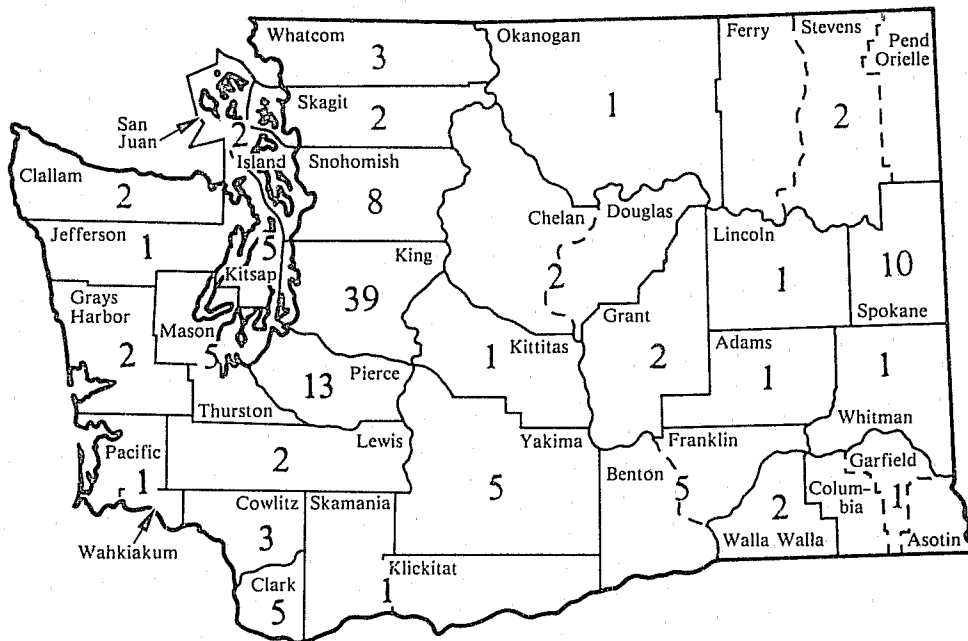 Whatcom
3
Okanogan
1
Ferry
Stevens
2
Pend
Orielle
San
Juan
2
Island
Skagit
2
Snohomish
8
Clallam
2
Jefferson
1
5
Kitsap
King
39
Chelan
2
Douglas
Grant
2
Lincoln
1
10
Spokane
Grays
Harbor
2
Mason
5
Thurston
13
Pierce
1
Kittitas
Adams
1
1
Whitman
Pacific
1
Wahkiakum
Lewis
2
Yakima
5
Benton
Franklin
5
2
Walla Walla
Colum-
bia
Garfield
1
Asotin
Cowlitz
3
Skamania
Clark
5
Klickitat
1